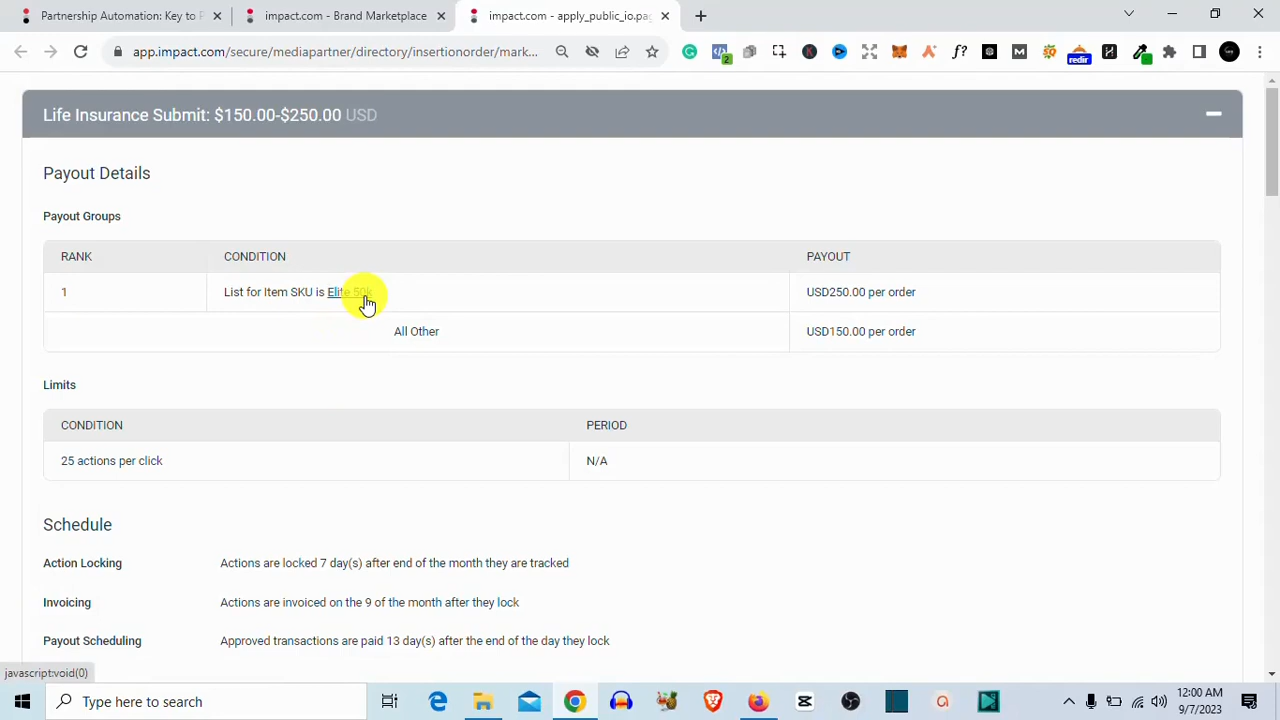 Partnership Automation: Key to P
impact.com - Brand Marketplace
impact.com - apply_public_io.pag
app.impact.com/secure/mediapartner/directory/insertionorder/mark...
2
f?
M
redir
Life Insurance Submit: $150.00-$250.00 USD
Payout Details
Payout Groups
RANK CONDITION PAYOUT
1 List for Item SKU is Elite 50k USD250.00 per order
All Other USD150.00 per order
Limits
CONDITION PERIOD
25 actions per click N/A
Schedule
Action Locking Actions are locked 7 day(s) after end of the month they are tracked
Invoicing Actions are invoiced on the 9 of the month after they lock
Payout Scheduling Approved transactions are paid 13 day(s) after the end of the day they lock
javascript:void(0)
Type here to search
12:00 AM
9/7/2023